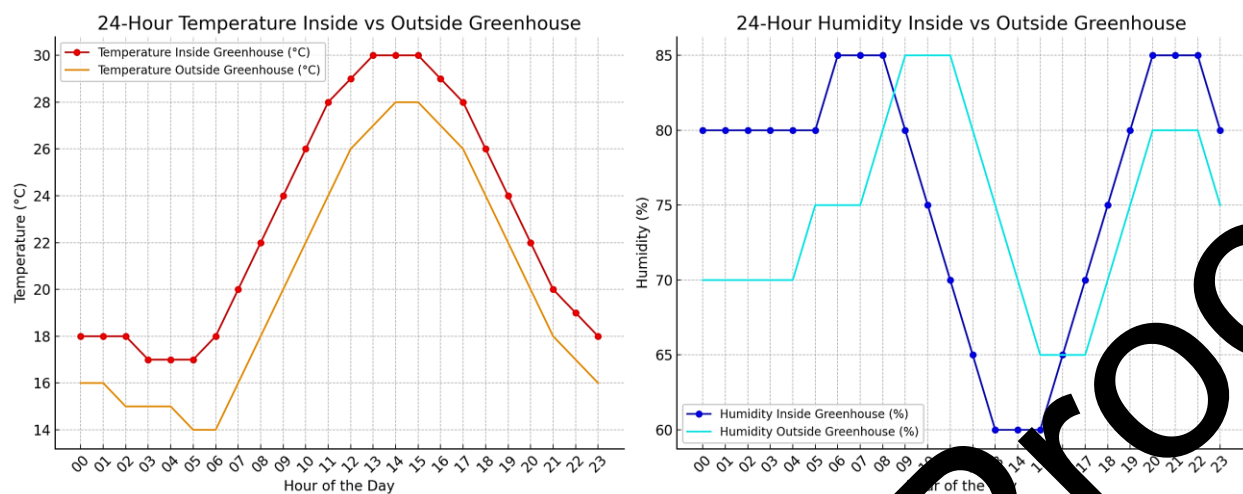 24-Hour Temperature Inside vs Outside Greenhouse
Temperature Inside Greenhouse (°C)
Temperature Outside Greenhouse (°C)
Temperature (°C)
30
28
26
24
22
20
18
16
14
00 01 02 03 04 05 06 07 08 09 10 11 12 13 14 15 16 17 18 19 20 21 22 23
Hour of the Day
24-Hour Humidity Inside vs Outside Greenhouse
Humidity (%)
85
80
75
70
65
60
Humidity Inside Greenhouse (%)
Humidity Outside Greenhouse (%)
00 01 02 03 04 05 06 07 08 09 14 17 18 19 20 21 22 23
of the